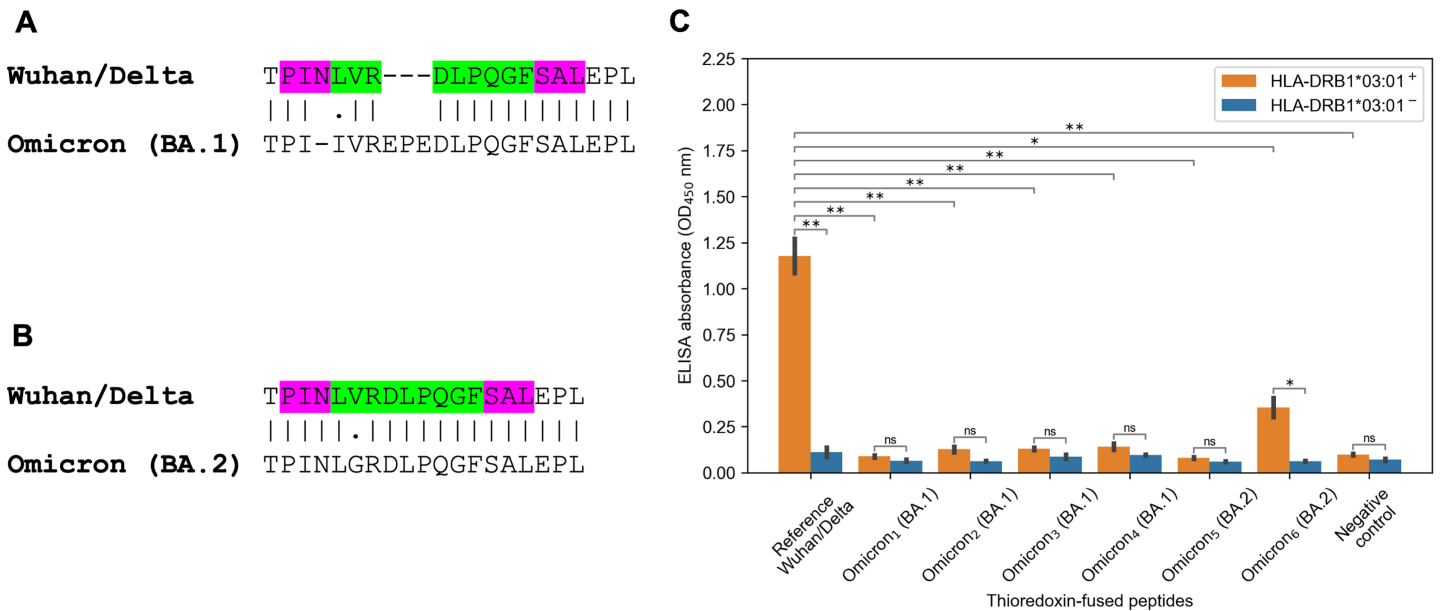 A
Wuhan/Delta TPINLVR---DLPQGFSALEPL
||| .|| ||||||||||||
Omicron (BA.1) TPI-IVREPEDLPQGFSALEPL
B
Wuhan/Delta TPINLVRDLPQGFSALEPL
|||||.|||||||||||||
Omicron (BA.2) TPINLGRDLPQGFSALEPL
C
ELISA absorbance (OD450 nm)
2.25
2.00
1.75
1.50
1.25
1.00
0.75
0.50
0.25
0.00
HLA-DRB1*03:01 +
HLA-DRB1*03:01 −
**
*
**
**
**
**
**
**
ns
ns
ns
ns
ns
*
ns
Reference
Wuhan/Delta
Omicron1 (BA.1)
Omicron2 (BA.1)
Omicron3 (BA.1)
Omicron4 (BA.1)
Omicron5 (BA.2)
Omicron6 (BA.2)
Negative
control
Thioredoxin-fused peptides